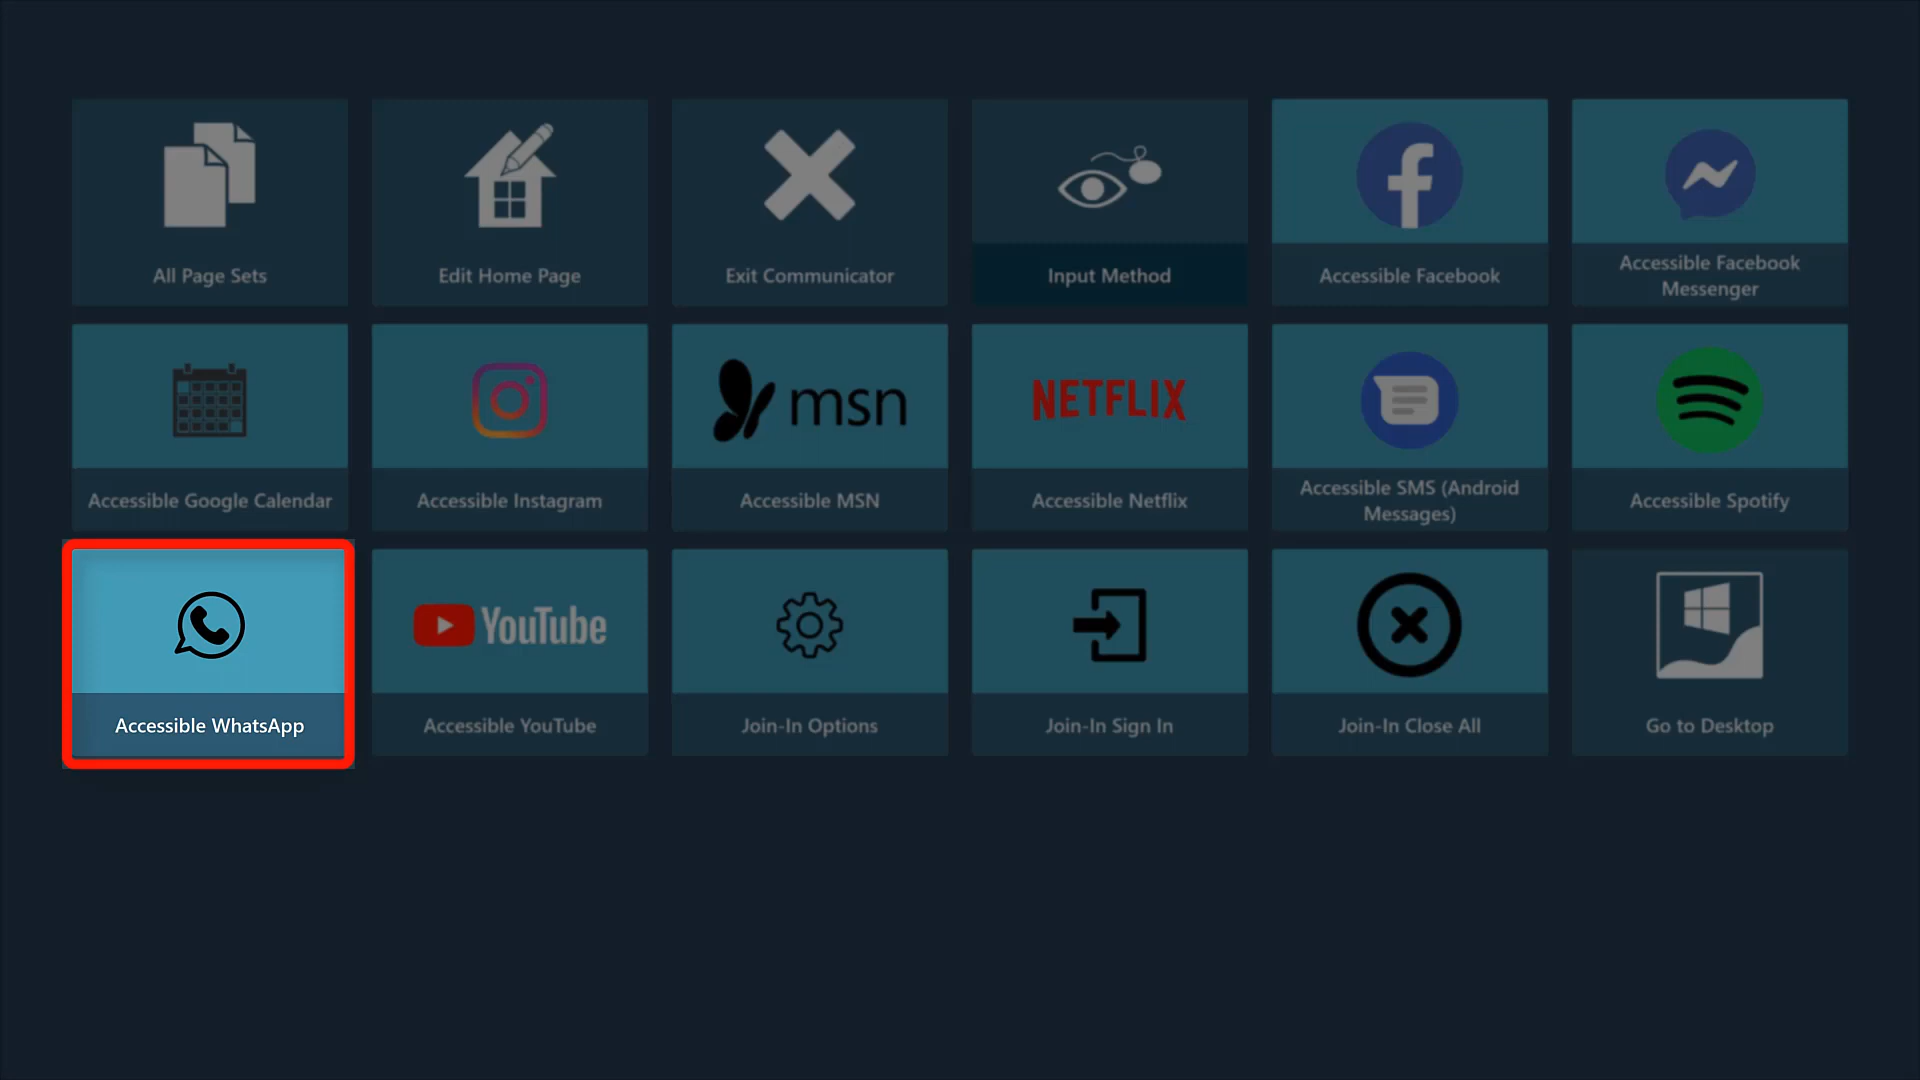 All Page Sets
Edit Home Page
Exit Communicator
Input Method
Accessible Facebook
Accessible Facebook
Messenger
msn
NETFLIX
Accessible Google Calendar
Accessible Instagram
Accessible MSN
Accessible Netflix
Accessible SMS (Android
Messages)
Accessible Spotify
YouTube
Accessible WhatsApp
Accessible YouTube
Join-In Options
Join-In Sign In
Join-In Close All
Go to Desktop